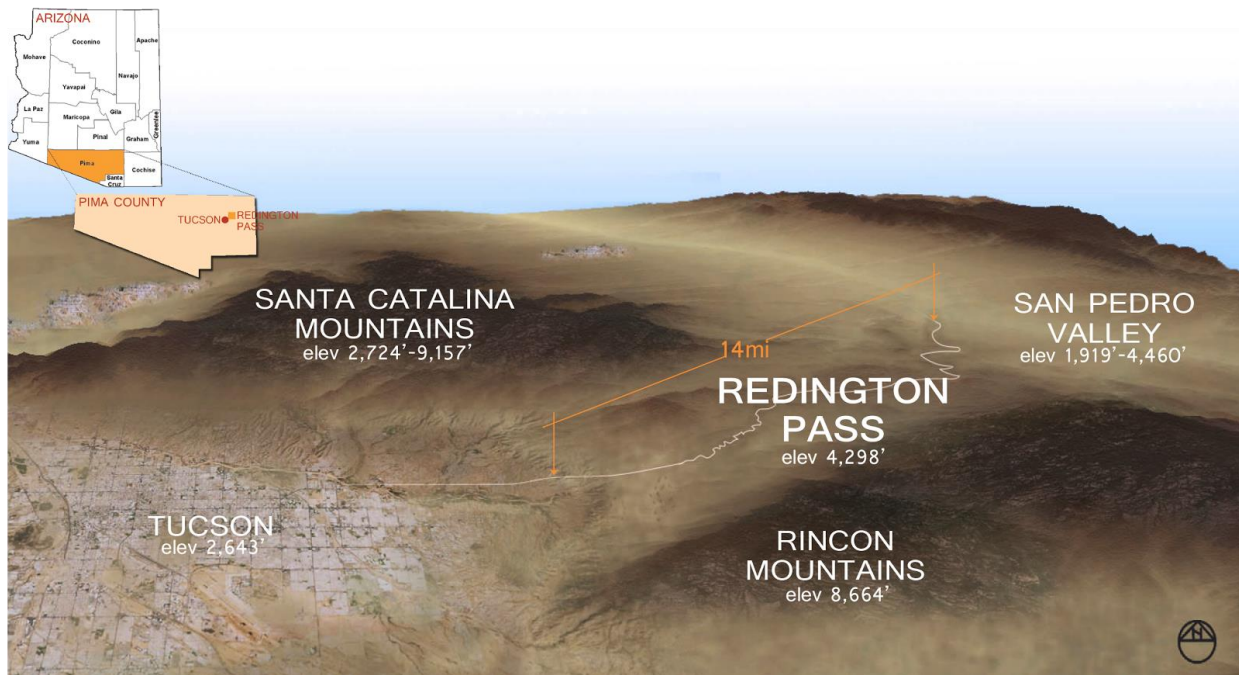 ARIZONA
Coconino
Apache
Mohave
Navajo
Yavapai
La Paz
Gila
Maricopa
Greenlee
Pinal
Graham
Yuma
Pima
Cochise
Santa
Cruz
PIMA COUNTY
TUCSON
REDINGTON
PASS
SANTA CATALINA
MOUNTAINS
elev 2,724’-9,157’
SAN PEDRO
VALLEY
elev 1,919’-4,460’
14mi
REDINGTON
PASS
elev 4,298’
TUCSON
elev 2,643’
RINCON
MOUNTAINS
elev 8,664’
N